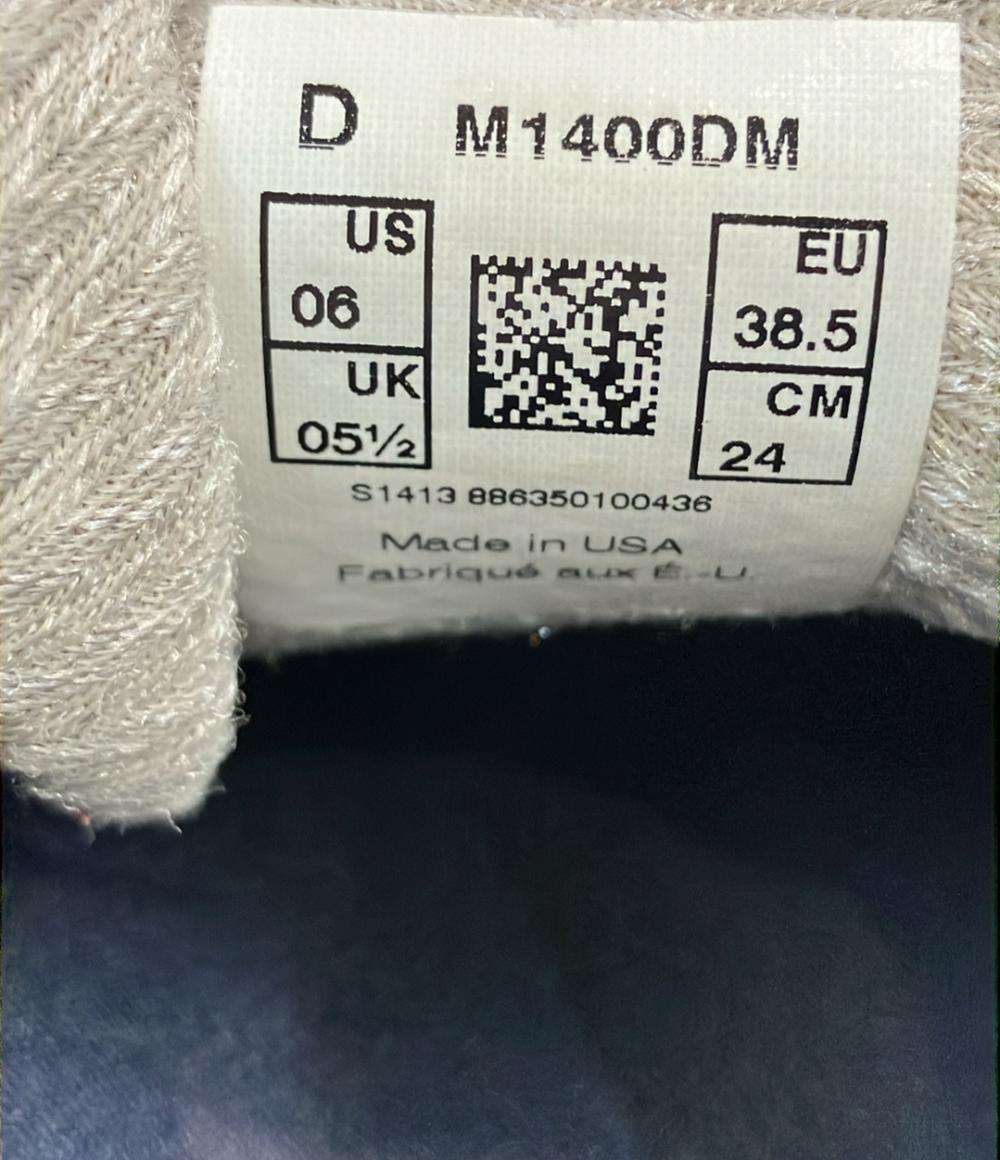 D M1400DM
US
06
UK
05½
EU
38.5
CM
24
S1413 886350100436
Made in USA
Fabriqué aux É.-U.